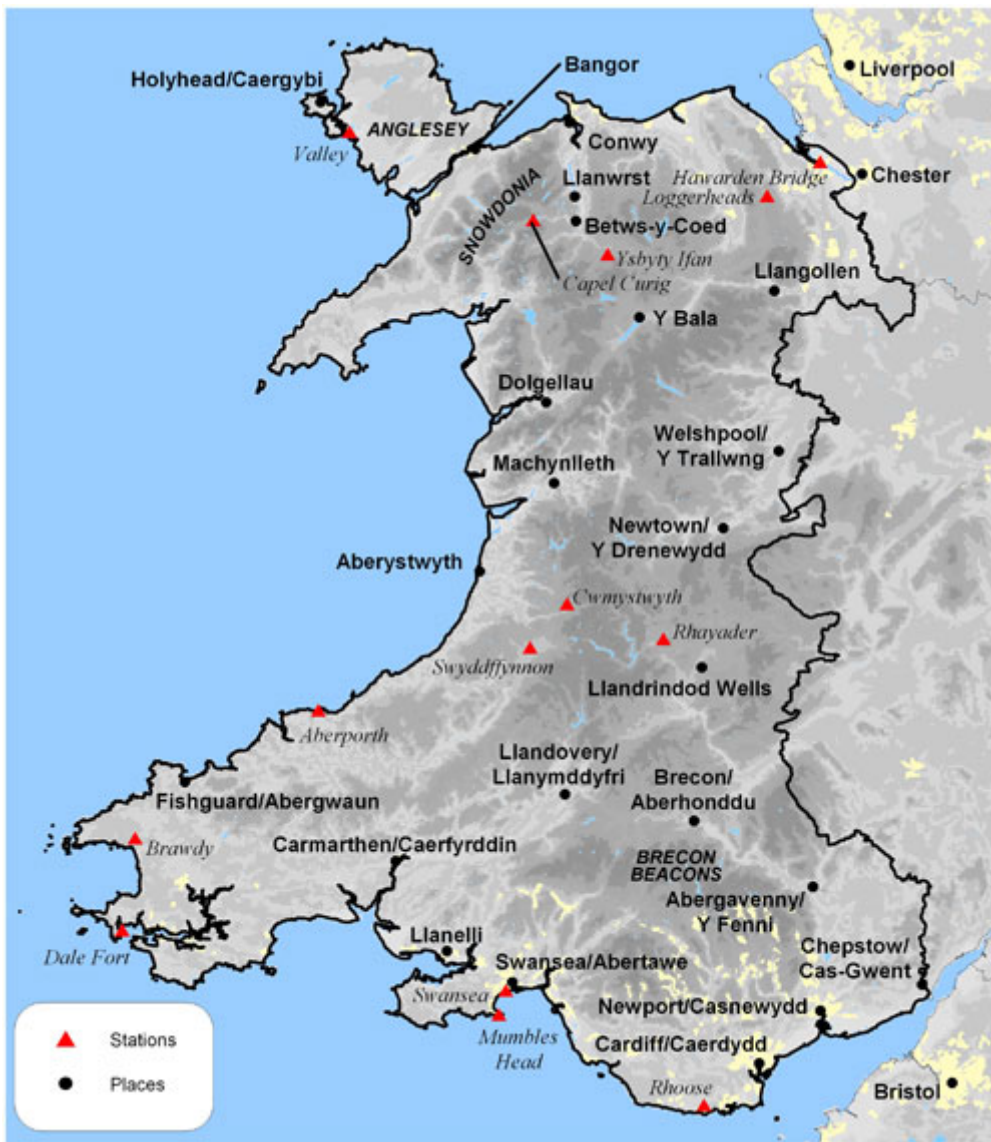 Holyhead/Caergybi
Bangor
Liverpool
ANGLESEY
Valley
Conwy
Hawarden Bridge
Chester
Llanwrst
Loggerheads
SNOWDONIA
Betws-y-Coed
Ysbyty Ifan
Llangollen
Capel Curig
Y Bala
Dolgellau
Welshpool/
Y Trallwng
Machynlleth
Newtown/
Y Drenewydd
Aberystwyth
Cwmystwyth
Rhayader
Swyddffynnon
Llandrindod Wells
Aberporth
Llandovery/
Llanymddyfri
Brecon/
Aberhonddu
Fishguard/Abergwaun
Brawdy
Carmarthen/Caerfyrddin
BRECON
BEACONS
Abergavenny/
Y Fenni
Dale Fort
Llanelli
Chepstow/
Cas-Gwent
Swansea/Abertawe
Swansea
Newport/Casnewydd
Mumbles
Head
Cardiff/Caerdydd
Rhoose
Bristol
Stations
Places